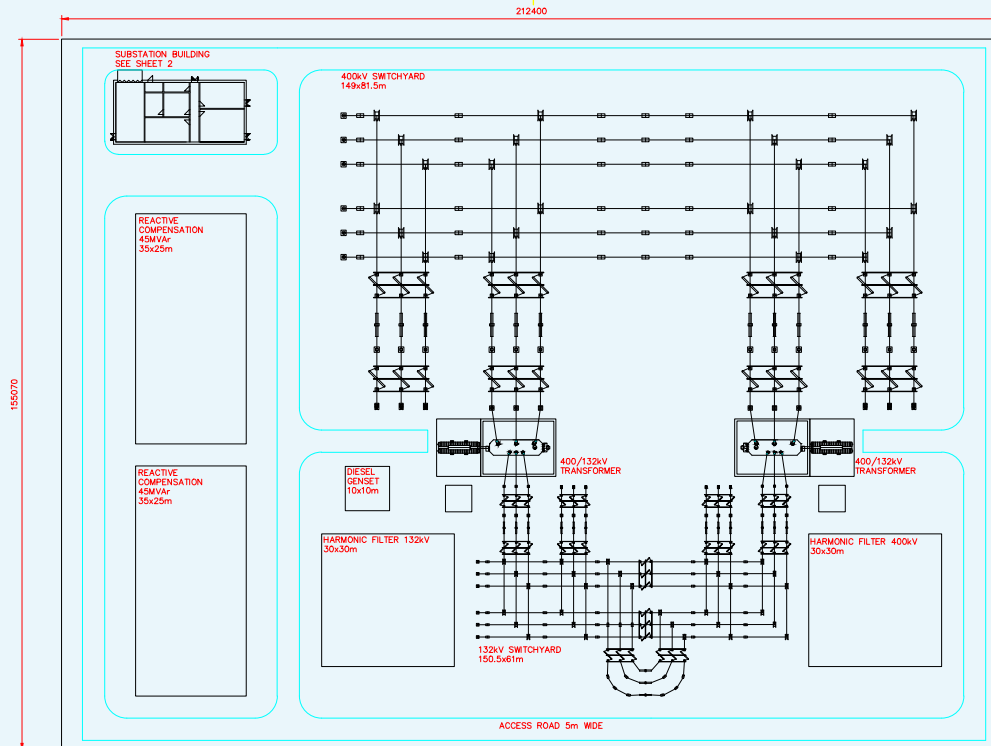 212400
155070
SUBSTATION BUILDING
SEE SHEET 2
400kV SWITCHYARD
149x81.5m
REACTIVE
COMPENSATION
45MVAr
35x25m
REACTIVE
COMPENSATION
45MVAr
35x25m
DIESEL
GENSET
10x10m
400/132kV
TRANSFORMER
400/132kV
TRANSFORMER
HARMONIC FILTER 132kV
30x30m
HARMONIC FILTER 400kV
30x30m
132kV SWITCHYARD
150.5x61m
ACCESS ROAD 5m WIDE